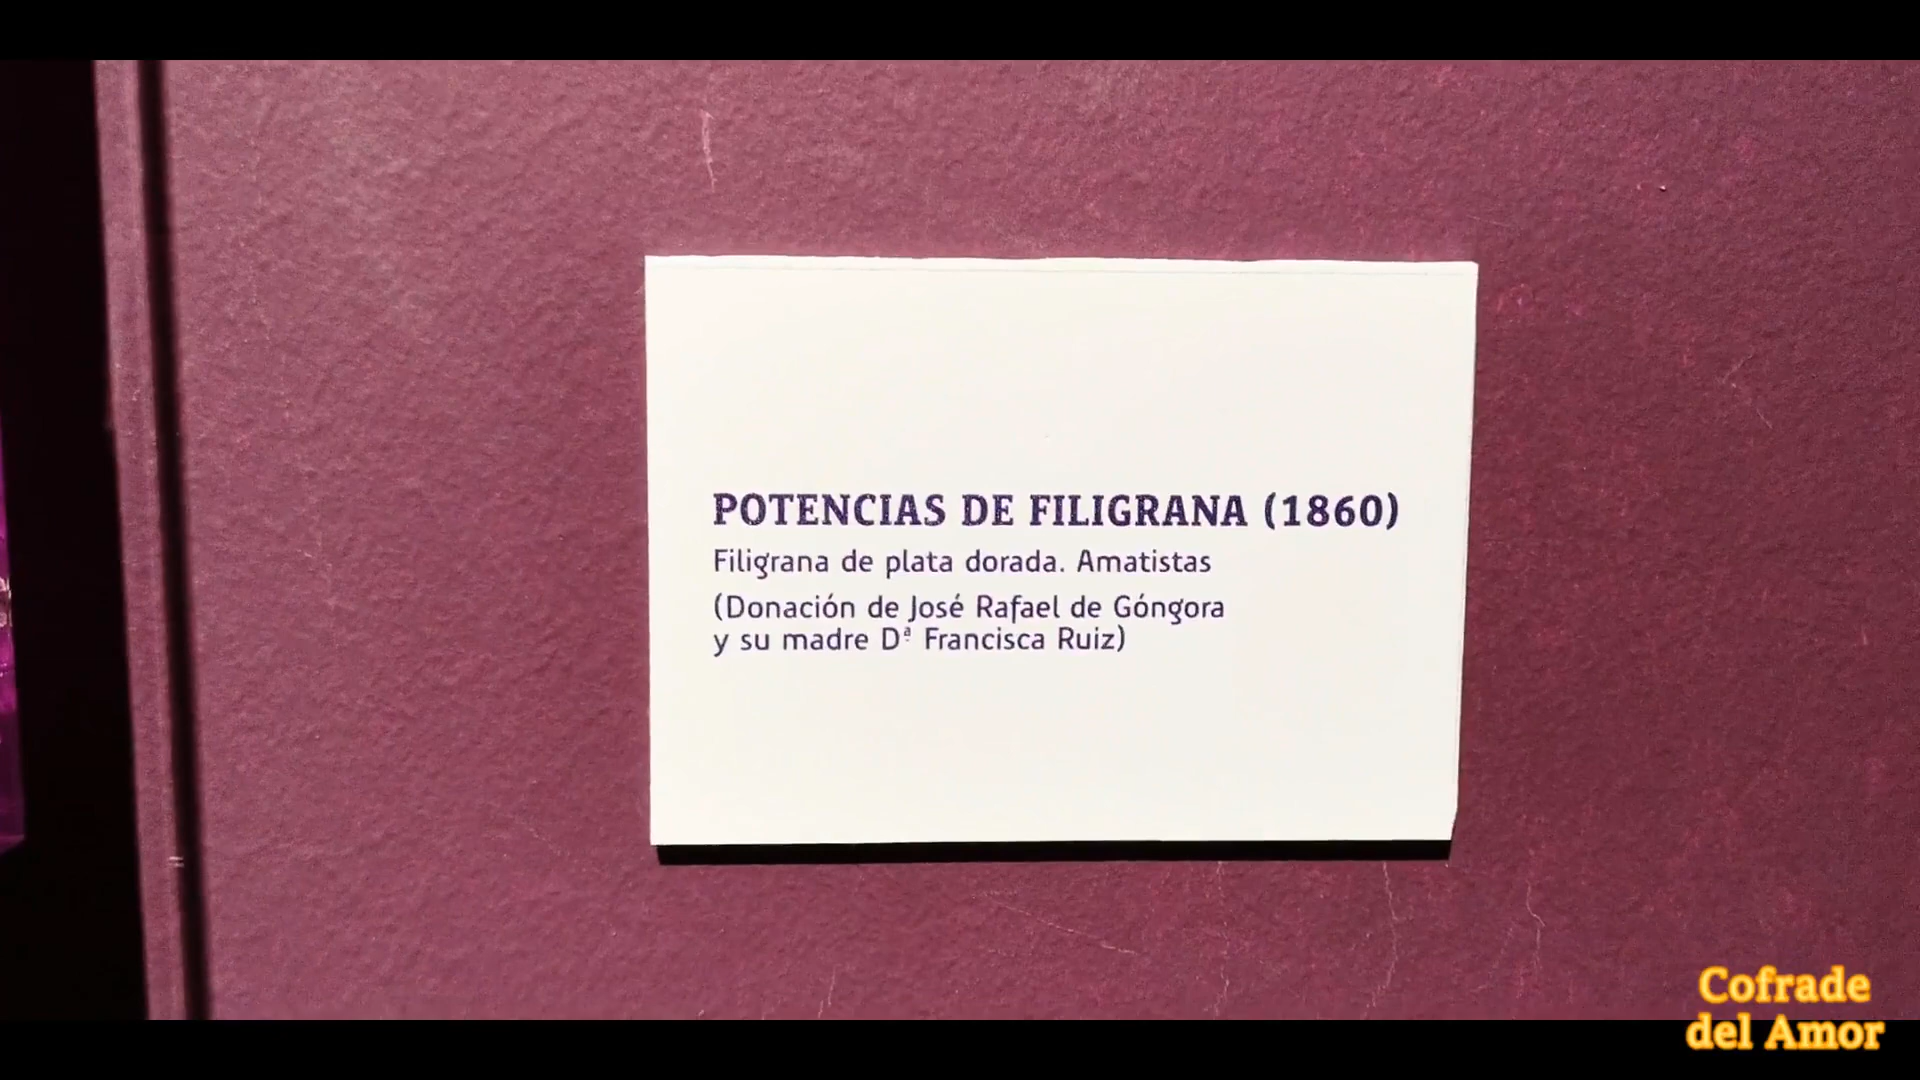 POTENCIAS DE FILIGRANA (1860)
Filigrana de plata dorada. Amatistas
(Donación de José Rafael de Góngora
y su madre Dª Francisca Ruiz)
Cofrade
del Amor